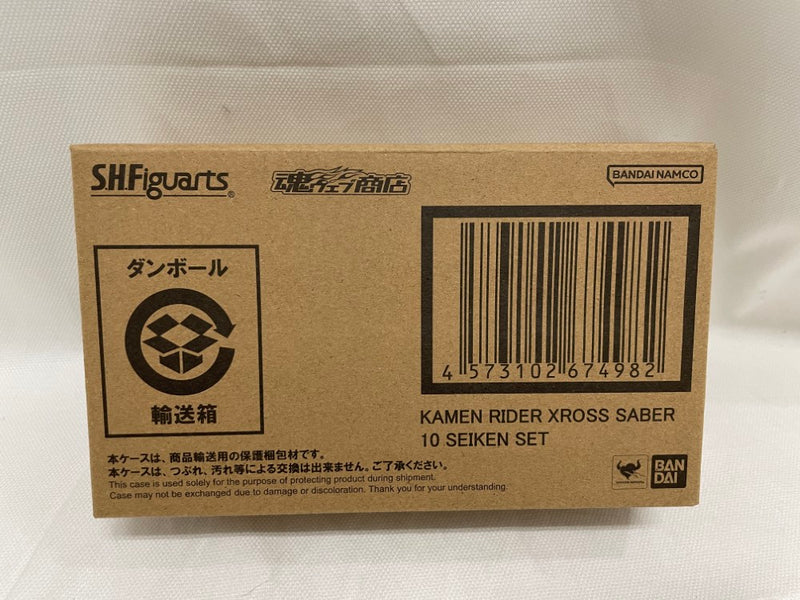 S.H.Figuarts®
魂ウェブ商店
BANDAI NAMCO
ダンボール
輸送箱
4 573102 674982
KAMEN RIDER XROSS SABER
10 SEIKEN SET
本ケースは、商品輸送用の保護梱包材です。
本ケースは、つぶれ、汚れ等による交換は出来ません。ご了承ください。
This case is used solely for the purpose of protecting product during shipment.
Case may not be exchanged due to damage or discoloration. Thank you for your understanding.
BAN
DAI